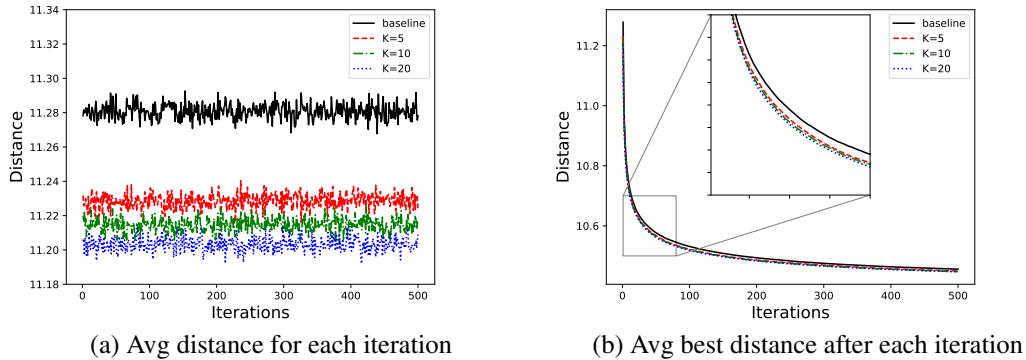 11.34
11.32
11.30
11.28
11.26
11.24
11.22
11.20
11.18
Distance
0 100 200 300 400 500
Iterations
baseline
K=5
K=10
K=20
(a) Avg distance for each iteration
11.2
11.0
10.8
10.6
Distance
0 100 200 300 400 500
Iterations
baseline
K=5
K=10
K=20
(b) Avg best distance after each iteration